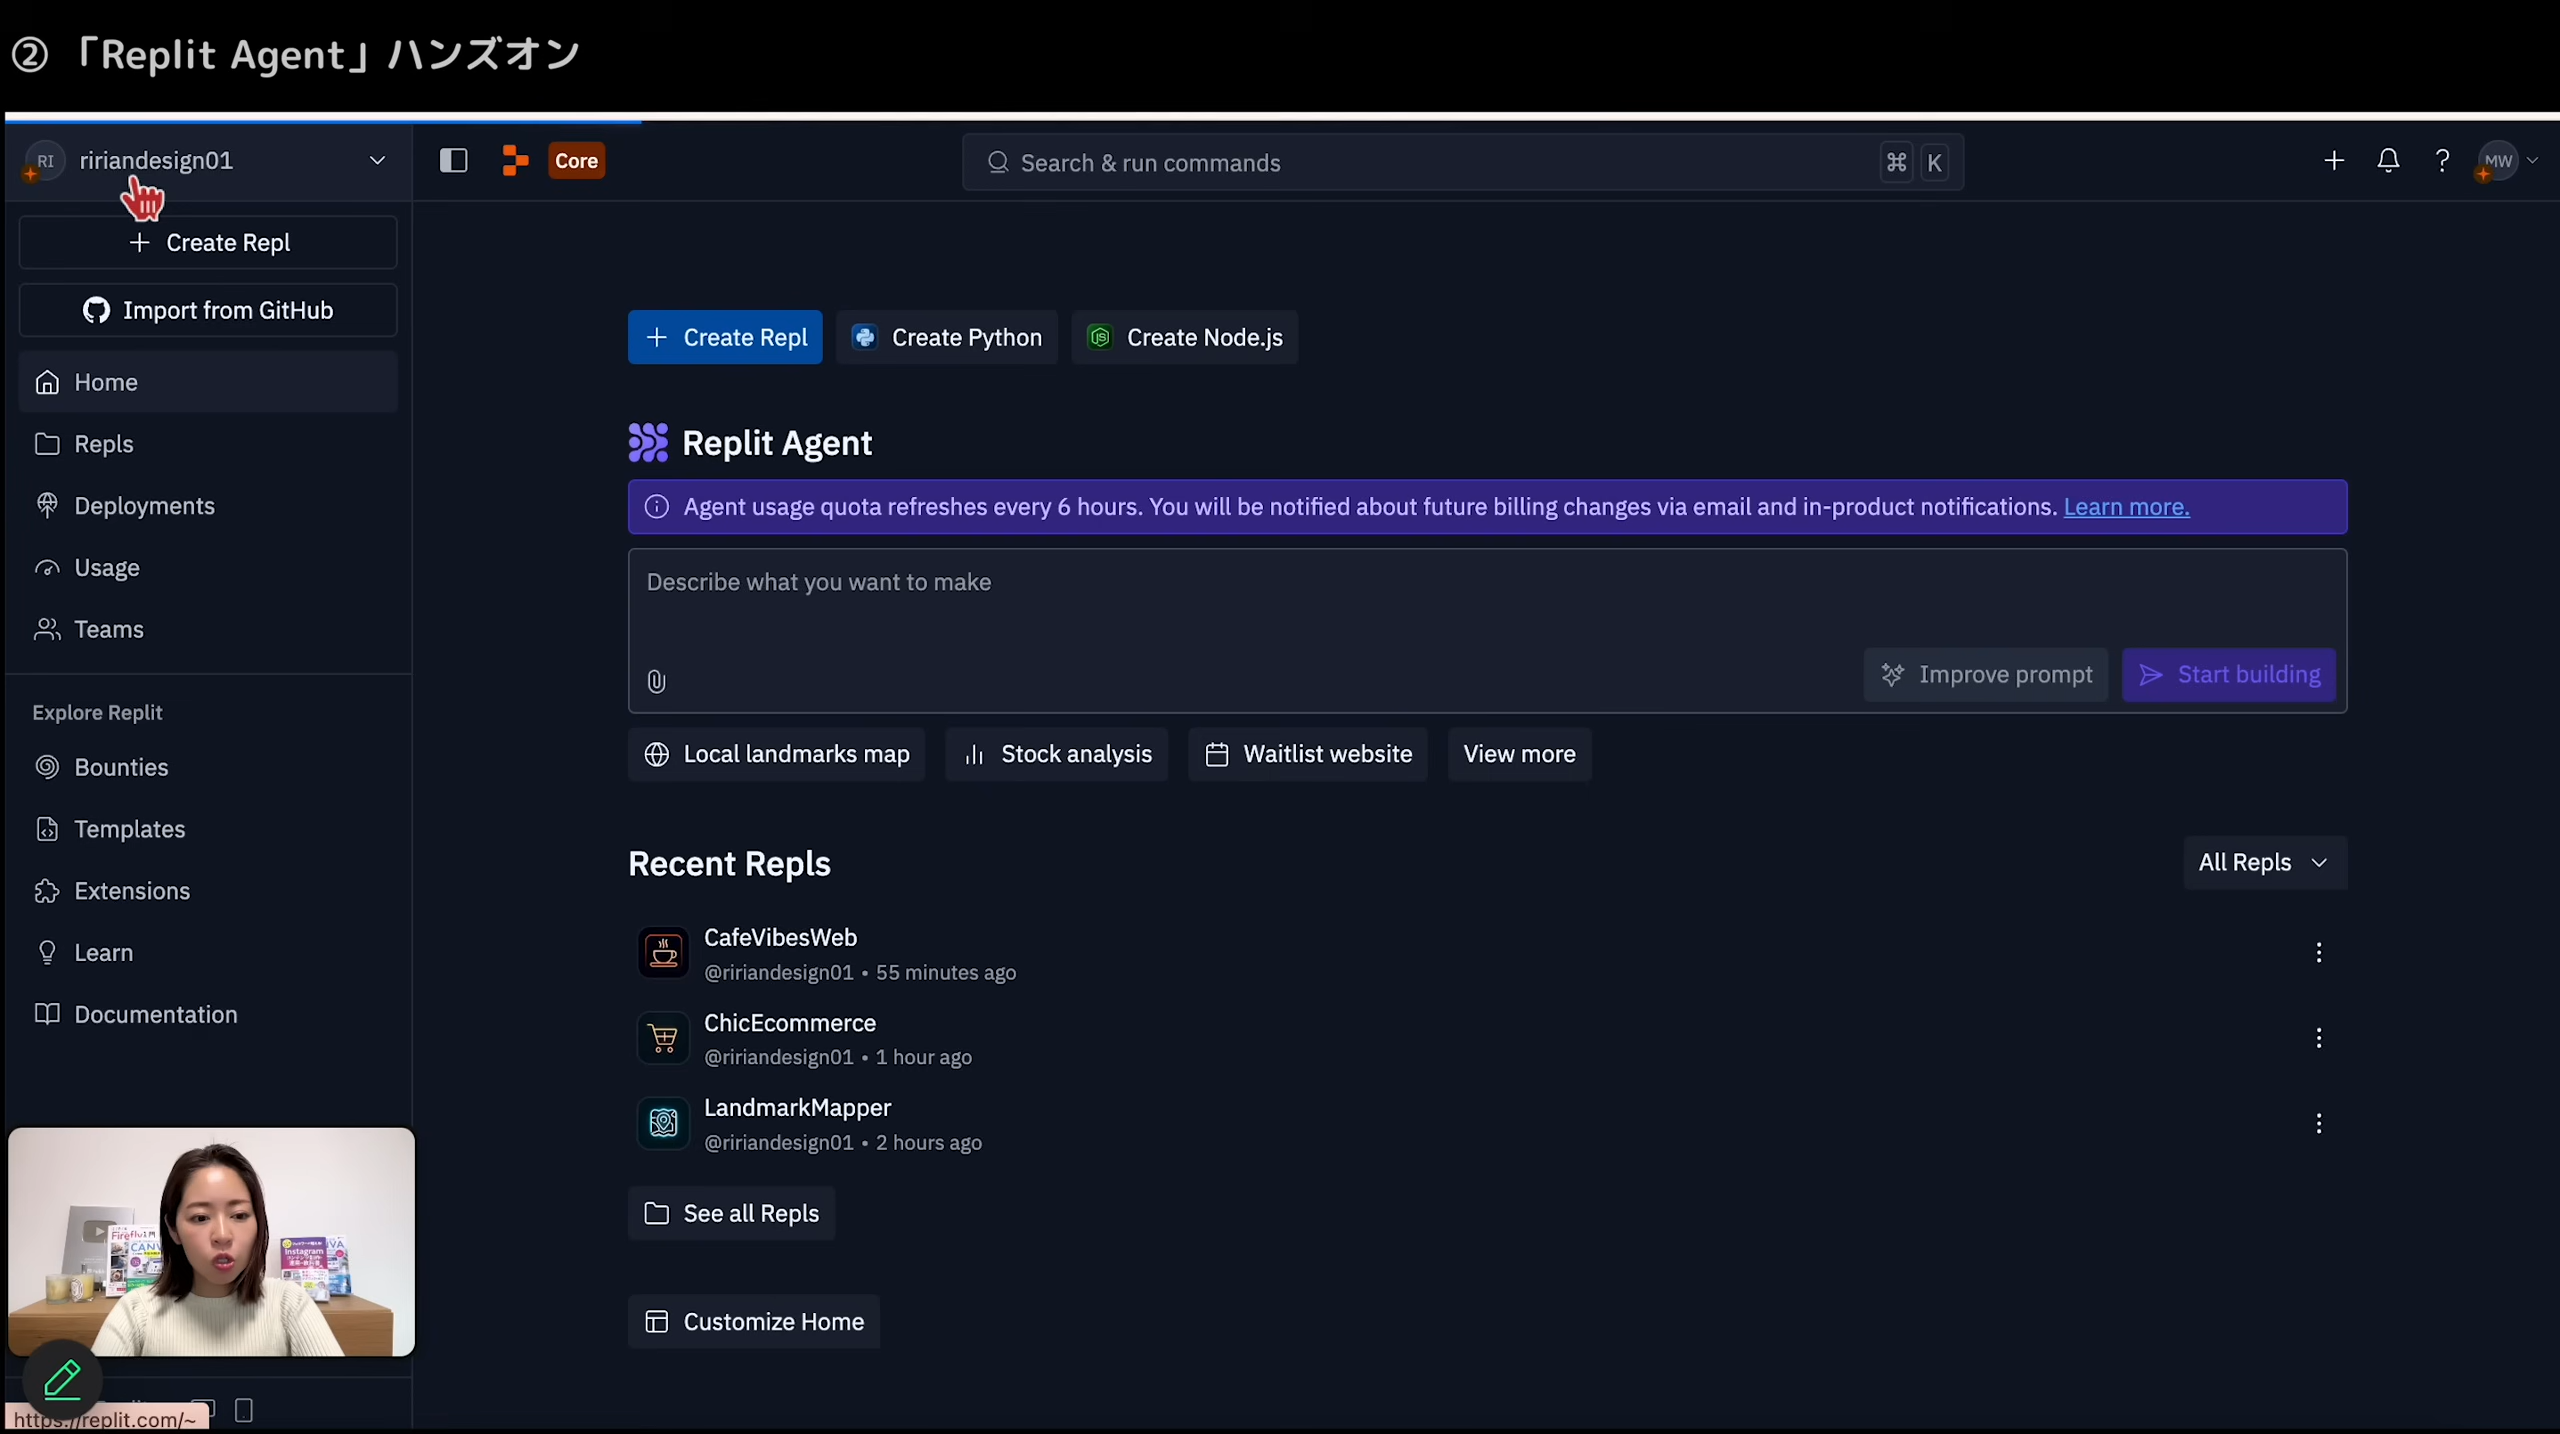 ② 「Replit Agent」ハンズオン
RI ririandesign01
Core
Search & run commands
⌘ K
?
MW
+ Create Repl
Import from GitHub
Home
Repls
Deployments
Usage
Teams
Explore Replit
Bounties
Templates
Extensions
Learn
Documentation
+ Create Repl
Create Python
Create Node.js
Replit Agent
Agent usage quota refreshes every 6 hours. You will be notified about future billing changes via email and in-product notifications. Learn more.
Describe what you want to make
Improve prompt
Start building
Local landmarks map
Stock analysis
Waitlist website
View more
Recent Repls
All Repls
CafeVibesWeb
@ririandesign01 • 55 minutes ago
ChicEcommerce
@ririandesign01 • 1 hour ago
LandmarkMapper
@ririandesign01 • 2 hours ago
See all Repls
Customize Home
Firefly
CANV
Instagram
https://replit.com/~